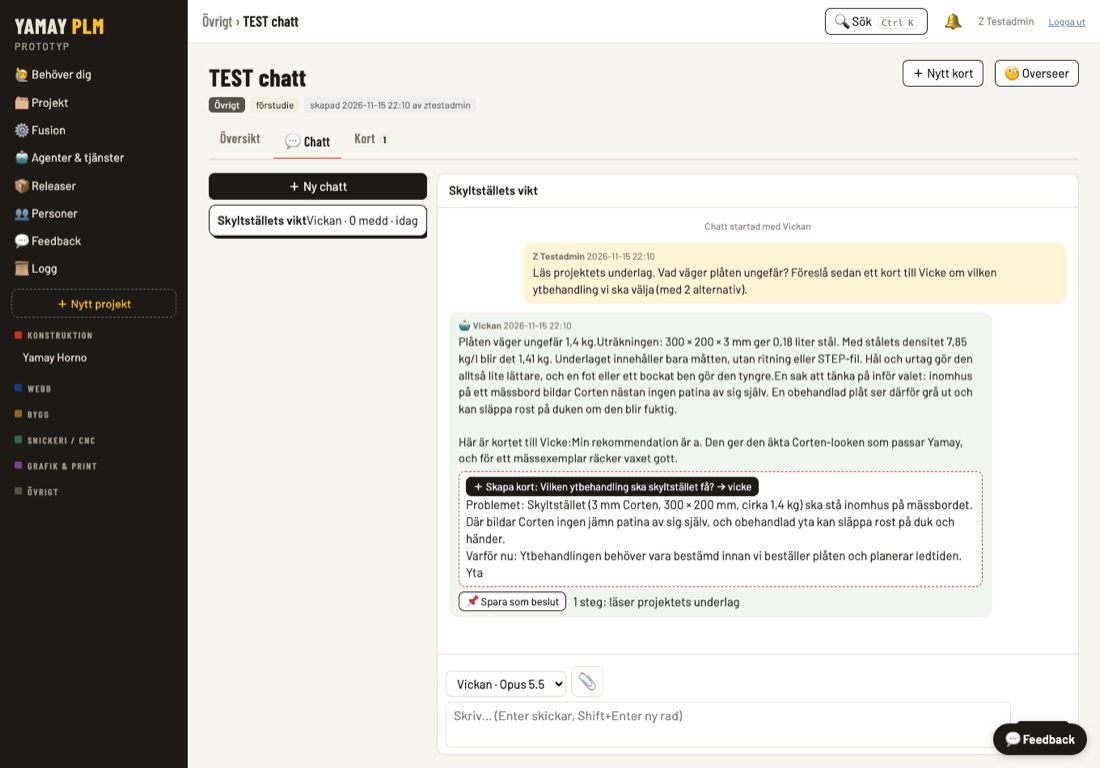 YAMAY PLM
PROTOTYP
Behöver dig
Projekt
Fusion
Agenter & tjänster
Releaser
Personer
Feedback
Logg
+ Nytt projekt
KONSTRUKTION
Yamay Horno
WEBB
BYGG
SNICKERI / CNC
GRAFIK & PRINT
ÖVRIGT
Övrigt › TEST chatt
Sök Ctrl K
Z Testadmin
Logga ut
TEST chatt
+ Nytt kort
Overseer
Övrigt förstudie skapad 2026-11-15 22:10 av ztestadmin
Översikt
Chatt
Kort 1
+ Ny chatt
Skyltställets viktVickan · 0 medd · idag
Skyltställets vikt
Chatt startad med Vickan
Z Testadmin 2026-11-15 22:10
Läs projektets underlag. Vad väger plåten ungefär? Föreslå sedan ett kort till Vicke om vilken
ytbehandling vi ska välja (med 2 alternativ).
Vickan 2026-11-15 22:10
Plåten väger ungefär 1,4 kg.Uträkningen: 300 × 200 × 3 mm ger 0,18 liter stål. Med stålets densitet 7,85
kg/l blir det 1,41 kg. Underlaget innehåller bara måtten, utan ritning eller STEP-fil. Hål och urtag gör den
alltså lite lättare, och en fot eller ett bockat ben gör den tyngre.En sak att tänka på inför valet: inomhus
på ett mässbord bildar Corten nästan ingen patina av sig själv. En obehandlad plåt ser därför grå ut och
kan släppa rost på duken om den blir fuktig.
Här är kortet till Vicke:Min rekommendation är a. Den ger den äkta Corten-looken som passar Yamay,
och för ett mässexemplar räcker vaxet gott.
+ Skapa kort: Vilken ytbehandling ska skyltstället få? → vicke
Problemet: Skyltstället (3 mm Corten, 300 × 200 mm, cirka 1,4 kg) ska stå inomhus på mässbordet.
Där bildar Corten ingen jämn patina av sig själv, och obehandlad yta kan släppa rost på duk och
händer.
Varför nu: Ytbehandlingen behöver vara bestämd innan vi beställer plåten och planerar ledtiden.
Yta
Spara som beslut 1 steg: läser projektets underlag
Vickan · Opus 5.5
Skriv... (Enter skickar, Shift+Enter ny rad)
Feedback